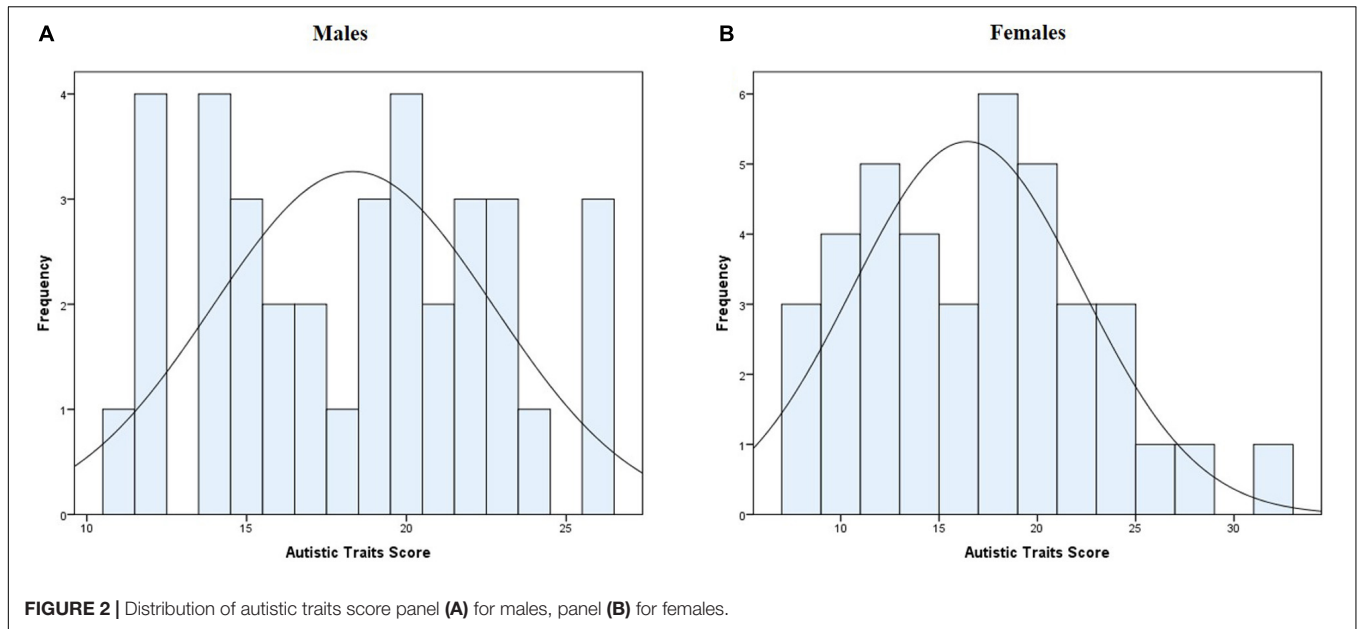 A
Males
4
3
2
1
0
Frequency
10 15 20 25
Autistic Traits Score
B
Females
6
5
4
3
2
1
0
Frequency
10 15 20 25 30
Autistic Traits Score
FIGURE 2 | Distribution of autistic traits score panel (A) for males, panel (B) for females.